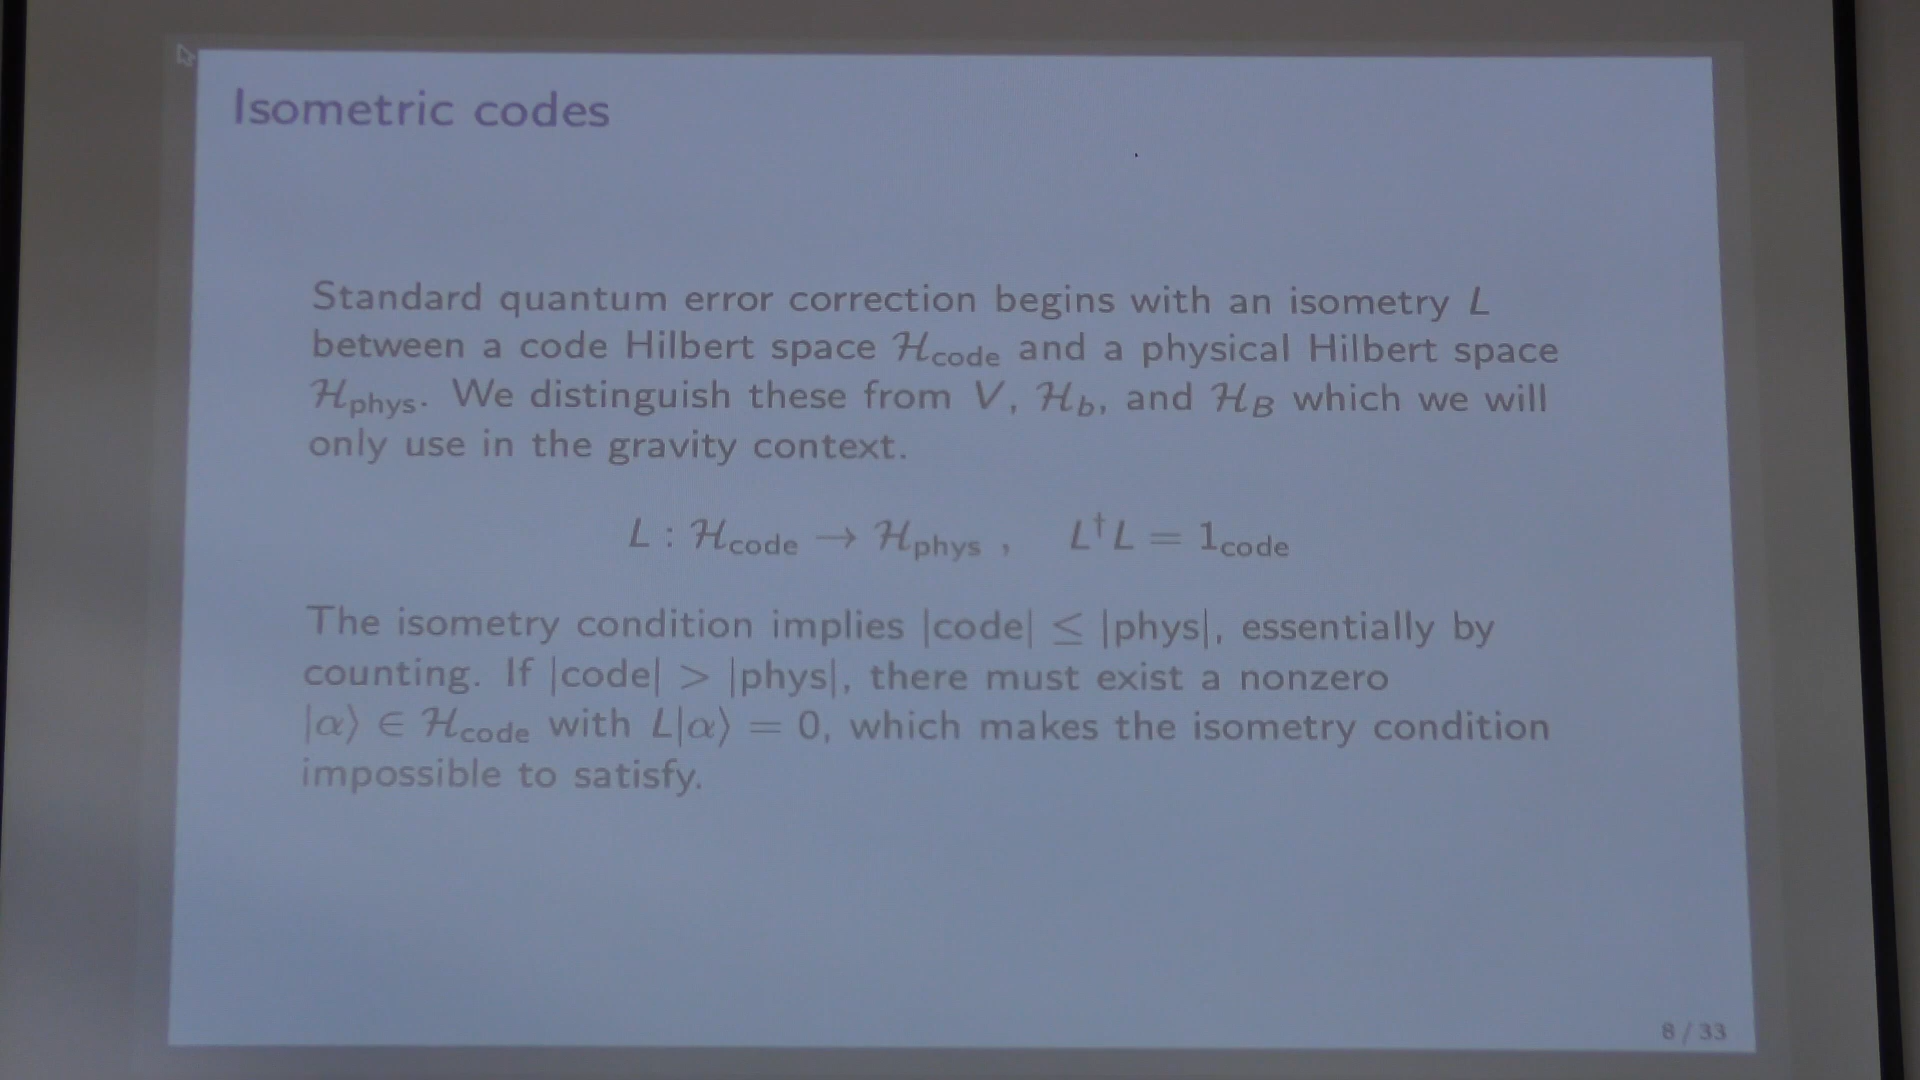 Isometric codes
Standard quantum error correction begins with an isometry L
between a code Hilbert space ℋcode and a physical Hilbert space
ℋphys. We distinguish these from V, ℋb, and ℋB which we will
only use in the gravity context.
L : ℋcode → ℋphys , L†L = 1code
The isometry condition implies |code| ≤ |phys|, essentially by
counting. If |code| > |phys|, there must exist a nonzero
|α⟩ ∈ ℋcode with L|α⟩ = 0, which makes the isometry condition
impossible to satisfy.
8 / 33